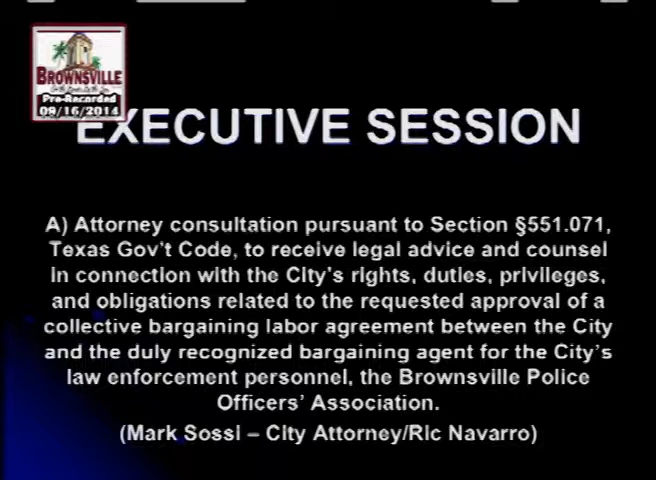 BROWNSVILLE
Pre-Recorded
09/16/2014
EXECUTIVE SESSION
A) Attorney consultation pursuant to Section §551.071,
Texas Gov't Code, to receive legal advice and counsel
in connection with the City's rights, duties, privileges,
and obligations related to the requested approval of a
collective bargaining labor agreement between the City
and the duly recognized bargaining agent for the City's
law enforcement personnel, the Brownsville Police
Officers' Association.
(Mark Sossi – City Attorney/Ric Navarro)